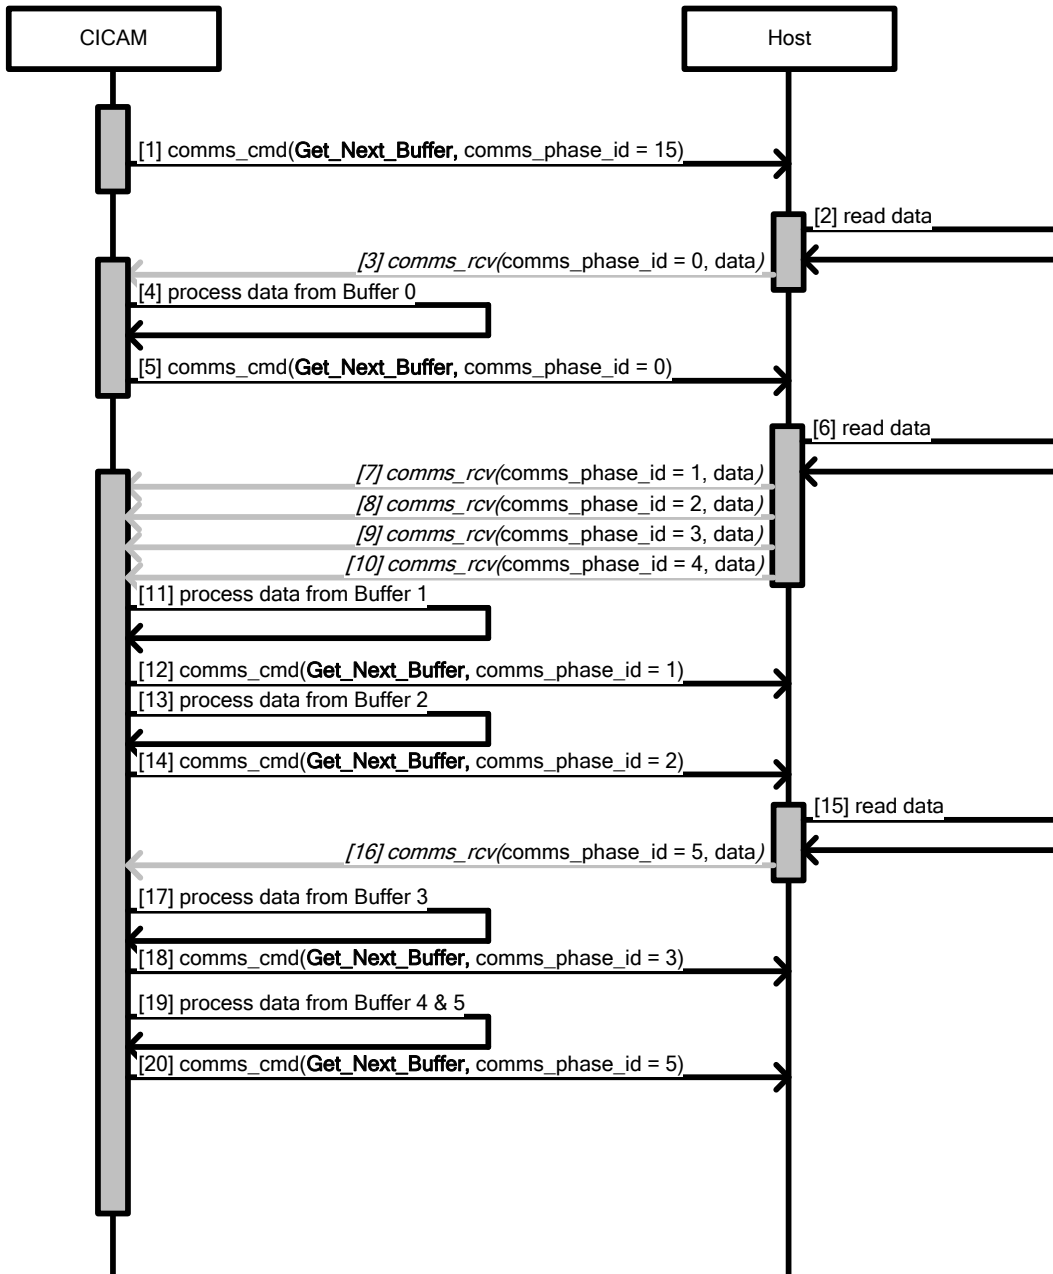 CICAM
Host
[1] comms_cmd(Get_Next_Buffer, comms_phase_id = 15)
[2] read data
[3] comms_rcv(comms_phase_id = 0, data)
[4] process data from Buffer 0
[5] comms_cmd(Get_Next_Buffer, comms_phase_id = 0)
[6] read data
[7] comms_rcv(comms_phase_id = 1, data)
[8] comms_rcv(comms_phase_id = 2, data)
[9] comms_rcv(comms_phase_id = 3, data)
[10] comms_rcv(comms_phase_id = 4, data)
[11] process data from Buffer 1
[12] comms_cmd(Get_Next_Buffer, comms_phase_id = 1)
[13] process data from Buffer 2
[14] comms_cmd(Get_Next_Buffer, comms_phase_id = 2)
[15] read data
[16] comms_rcv(comms_phase_id = 5, data)
[17] process data from Buffer 3
[18] comms_cmd(Get_Next_Buffer, comms_phase_id = 3)
[19] process data from Buffer 4 & 5
[20] comms_cmd(Get_Next_Buffer, comms_phase_id = 5)